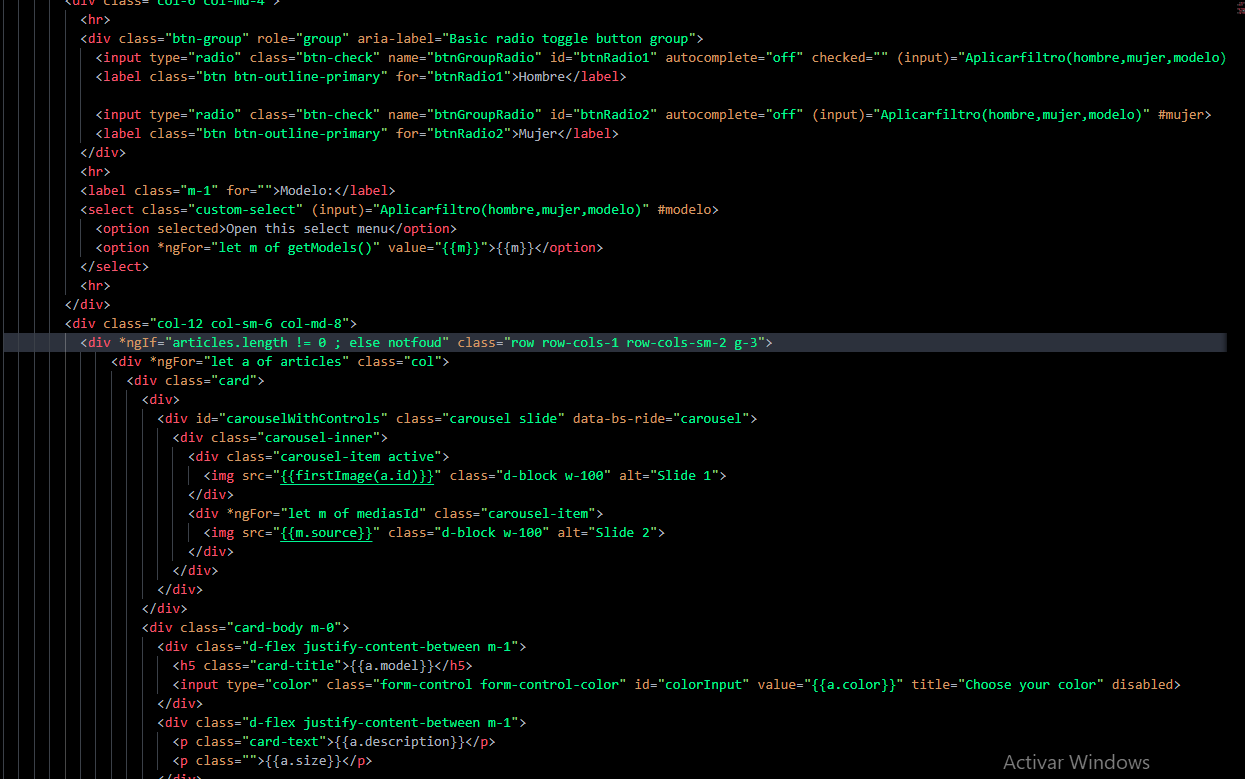 <div class="col-6 col-md-4">
<hr>
<div class="btn-group" role="group" aria-label="Basic radio toggle button group">
<input type="radio" class="btn-check" name="btnGroupRadio" id="btnRadio1" autocomplete="off" checked="" (input)="Aplicarfiltro(hombre,mujer,modelo)
<label class="btn btn-outline-primary" for="btnRadio1">Hombre</label>
<input type="radio" class="btn-check" name="btnGroupRadio" id="btnRadio2" autocomplete="off" (input)="Aplicarfiltro(hombre,mujer,modelo)" #mujer>
<label class="btn btn-outline-primary" for="btnRadio2">Mujer</label>
</div>
<hr>
<label class="m-1" for="">Modelo:</label>
<select class="custom-select" (input)="Aplicarfiltro(hombre,mujer,modelo)" #modelo>
<option selected>Open this select menu</option>
<option *ngFor="let m of getModels()" value="{{m}}">{{m}}</option>
</select>
<hr>
</div>
<div class="col-12 col-sm-6 col-md-8">
<div *ngIf="articles.length != 0 ; else notfoud" class="row row-cols-1 row-cols-sm-2 g-3">
<div *ngFor="let a of articles" class="col">
<div class="card">
<div>
<div id="carouselWithControls" class="carousel slide" data-bs-ride="carousel">
<div class="carousel-inner">
<div class="carousel-item active">
<img src="{{firstImage(a.id)}}" class="d-block w-100" alt="Slide 1">
</div>
<div *ngFor="let m of mediasId" class="carousel-item">
<img src="{{m.source}}" class="d-block w-100" alt="Slide 2">
</div>
</div>
</div>
</div>
<div class="card-body m-0">
<div class="d-flex justify-content-between m-1">
<h5 class="card-title">{{a.model}}</h5>
<input type="color" class="form-control form-control-color" id="colorInput" value="{{a.color}}" title="Choose your color" disabled>
</div>
<div class="d-flex justify-content-between m-1">
<p class="card-text">{{a.description}}</p>
<p class="">{{a.size}}</p>
</div>
Activar Windows